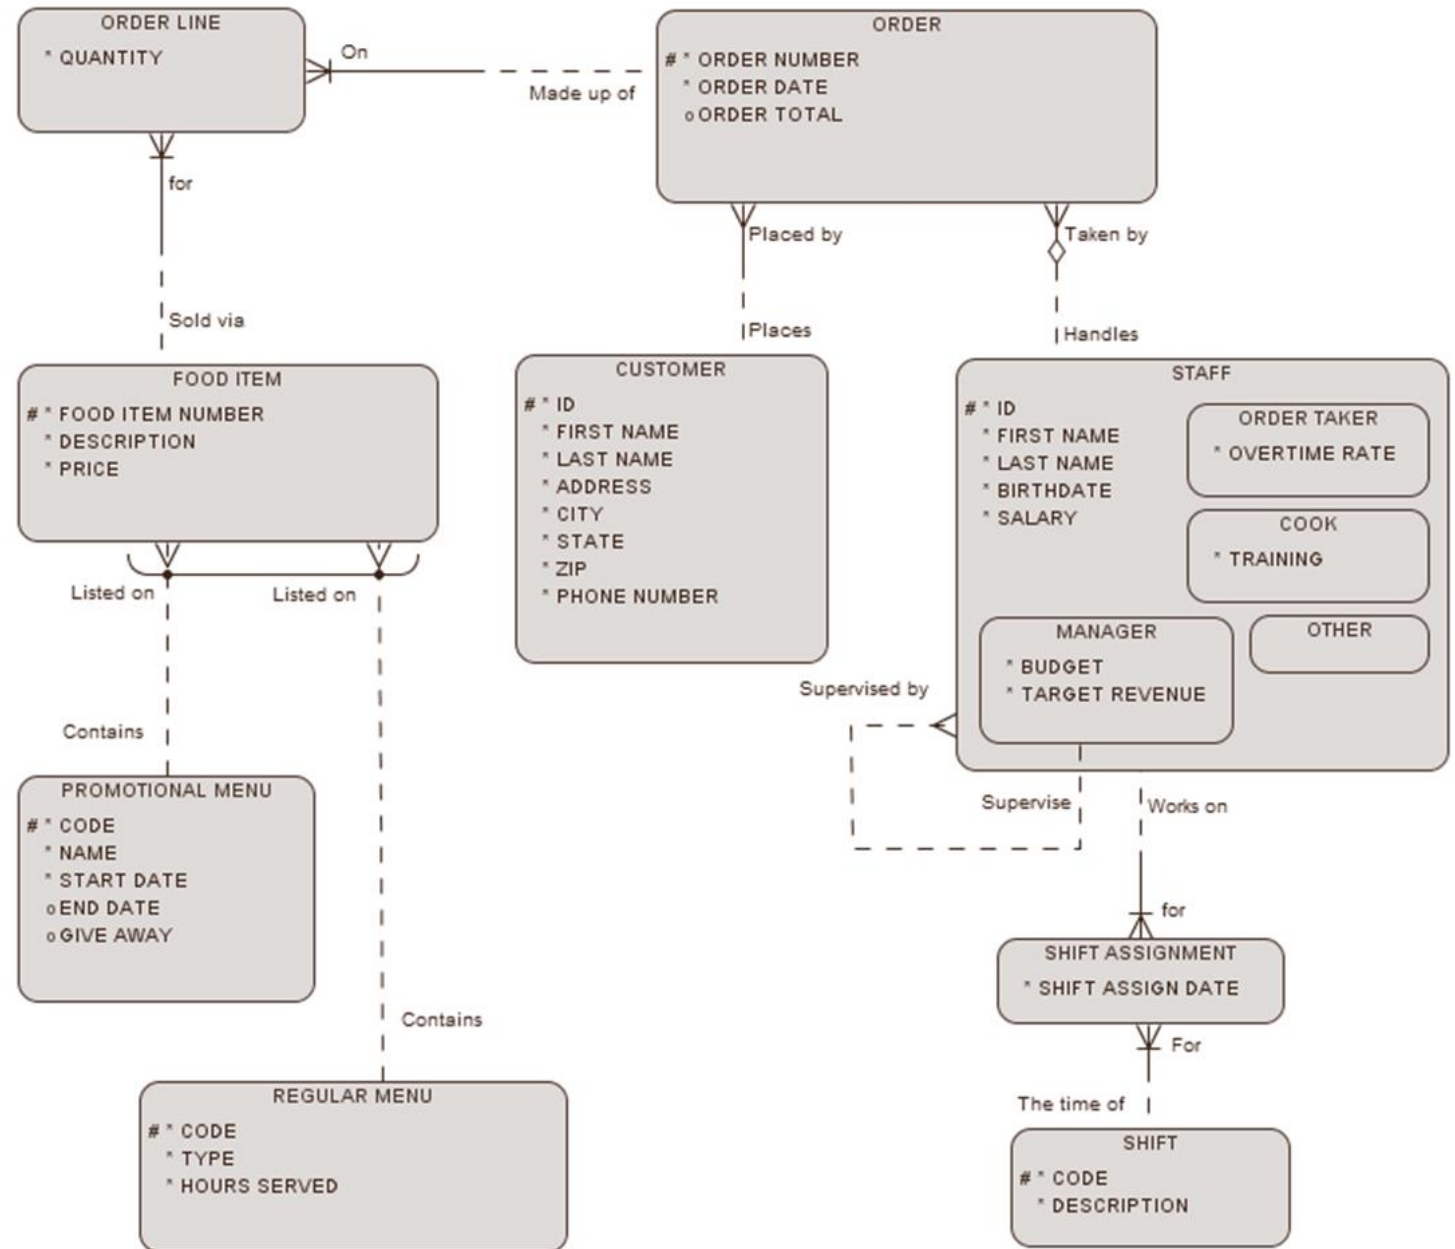 ORDER LINE
* QUANTITY
On
Made up of
ORDER
# * ORDER NUMBER
* ORDER DATE
o ORDER TOTAL
for
Sold via
Placed by
Places
Taken by
Handles
FOOD ITEM
# * FOOD ITEM NUMBER
* DESCRIPTION
* PRICE
CUSTOMER
# * ID
* FIRST NAME
* LAST NAME
* ADDRESS
* CITY
* STATE
* ZIP
* PHONE NUMBER
STAFF
# * ID
* FIRST NAME
* LAST NAME
* BIRTHDATE
* SALARY
ORDER TAKER
* OVERTIME RATE
COOK
* TRAINING
OTHER
MANAGER
* BUDGET
* TARGET REVENUE
Listed on
Listed on
Contains
Supervised by
Supervise
Works on
PROMOTIONAL MENU
# * CODE
* NAME
* START DATE
o END DATE
o GIVE AWAY
for
SHIFT ASSIGNMENT
* SHIFT ASSIGN DATE
Contains
For
The time of
REGULAR MENU
# * CODE
* TYPE
* HOURS SERVED
SHIFT
# * CODE
* DESCRIPTION